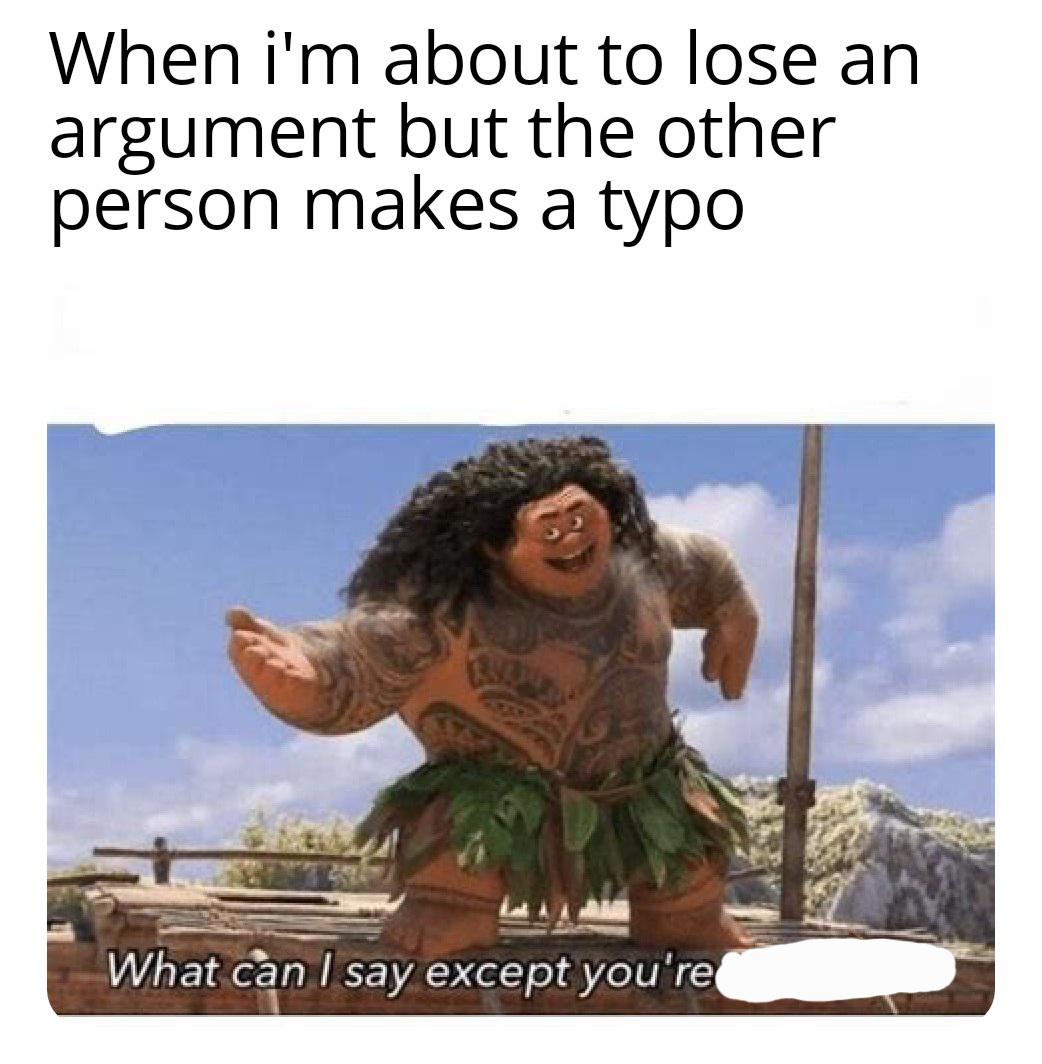 When i'm about to lose an
argument but the other
person makes a typo
What can I say except you're